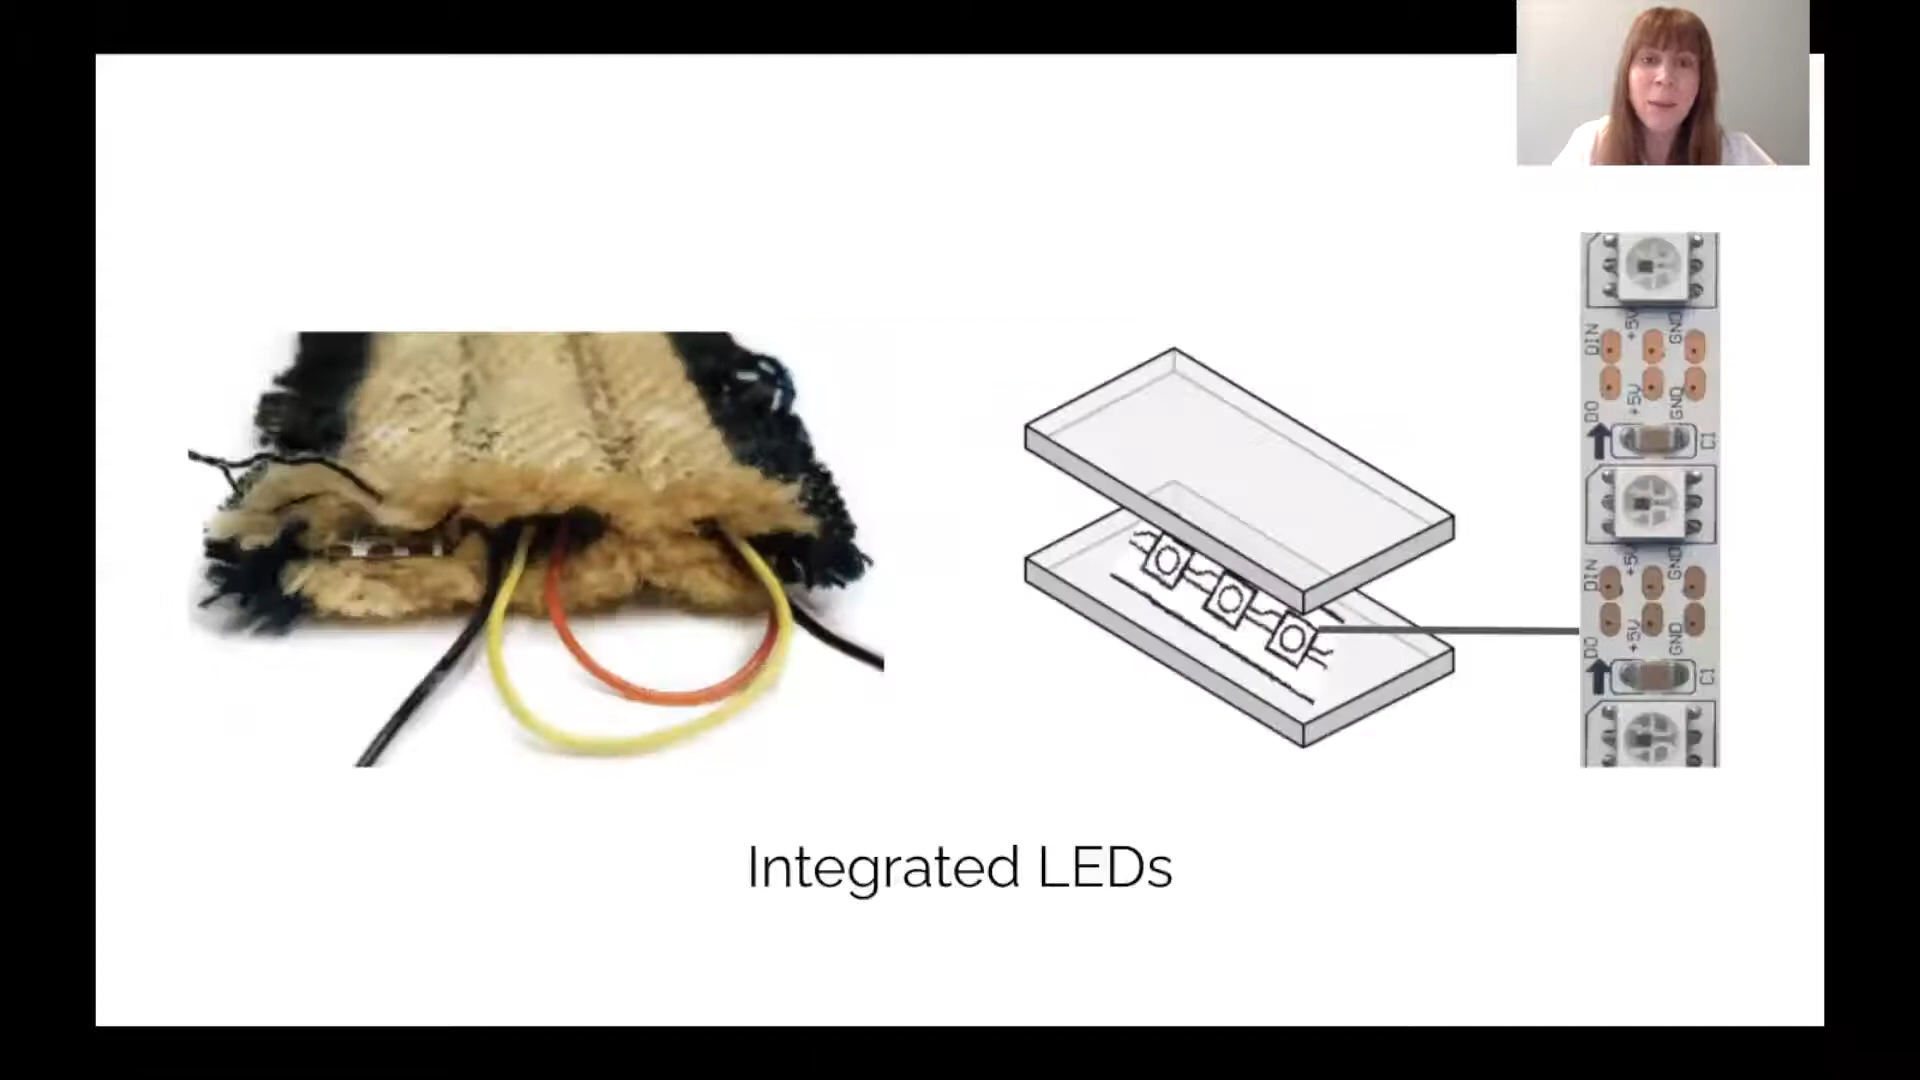 DIN +5V GND
DO +5V GND
C1
DIN +5V GND
DO +5V GND
C1
Integrated LEDs